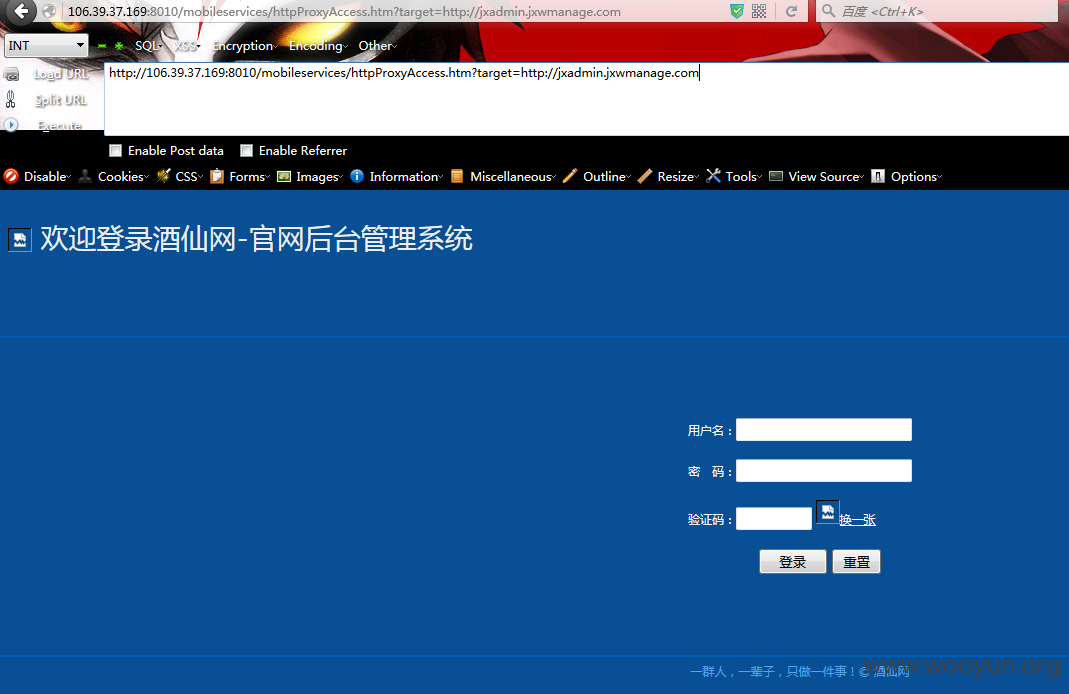 106.39.37.169:8010/mobileservices/httpProxyAccess.htm?target=http://jxadmin.jxwmanage.com 百度 <Ctrl+K>
INT SQL XSS Encryption Encoding Other
Load URL http://106.39.37.169:8010/mobileservices/httpProxyAccess.htm?target=http://jxadmin.jxwmanage.com
Split URL
Execute
Enable Post data Enable Referrer
Disable Cookies CSS Forms Images Information Miscellaneous Outline Resize Tools View Source Options
欢迎登录酒仙网-官网后台管理系统
用户名：
密 码：
验证码： 换一张
登录 重置
一群人，一辈子，只做一件事！© 酒仙网
www.wooyun.org